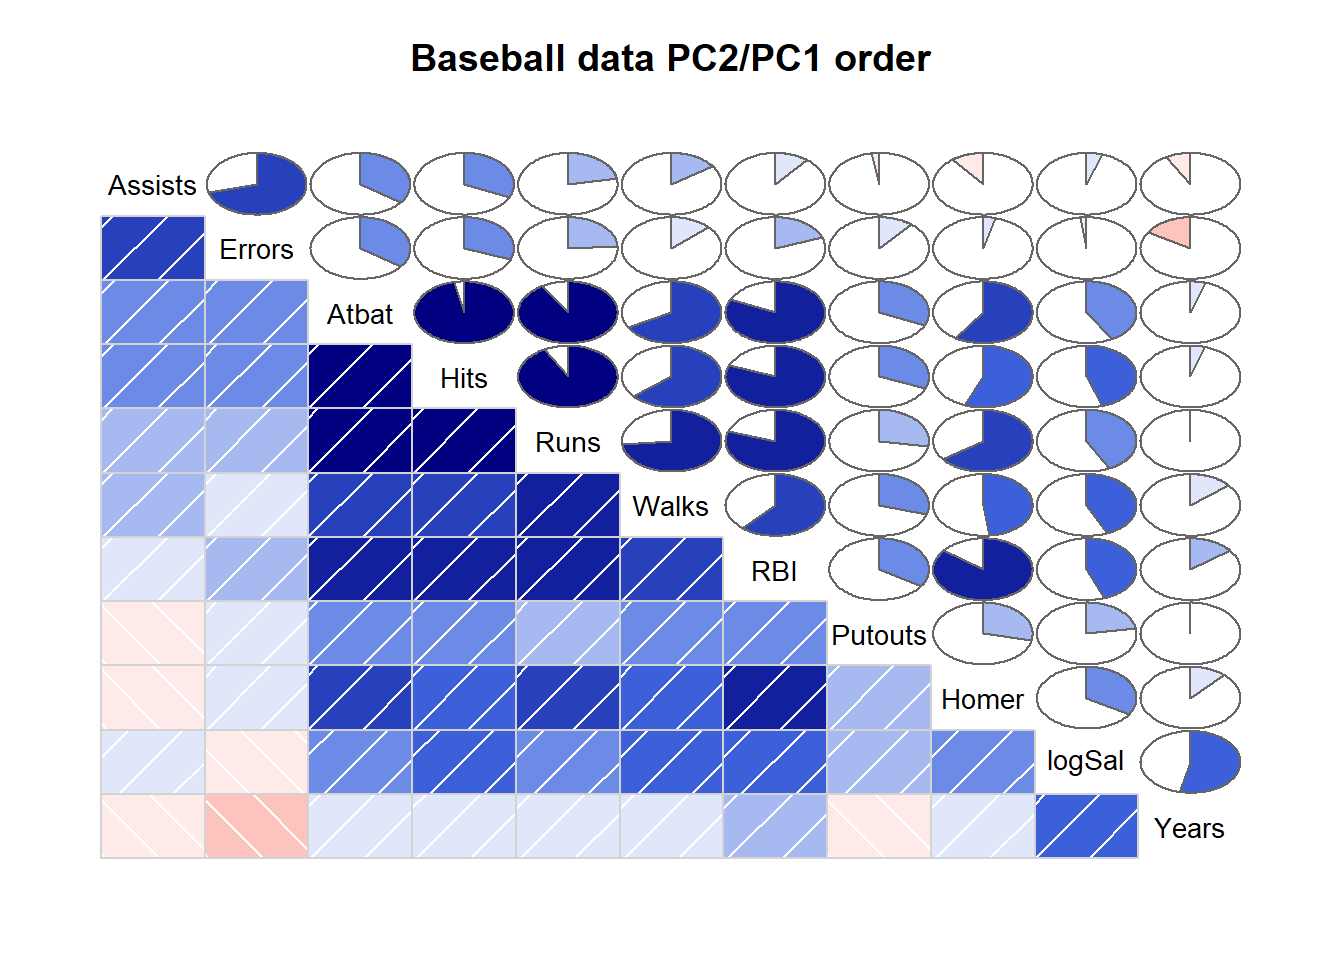 Baseball data PC2/PC1 order
Assists
Errors
Atbat
Hits
Runs
Walks
RBI
Putouts
Homer
logSal
Years